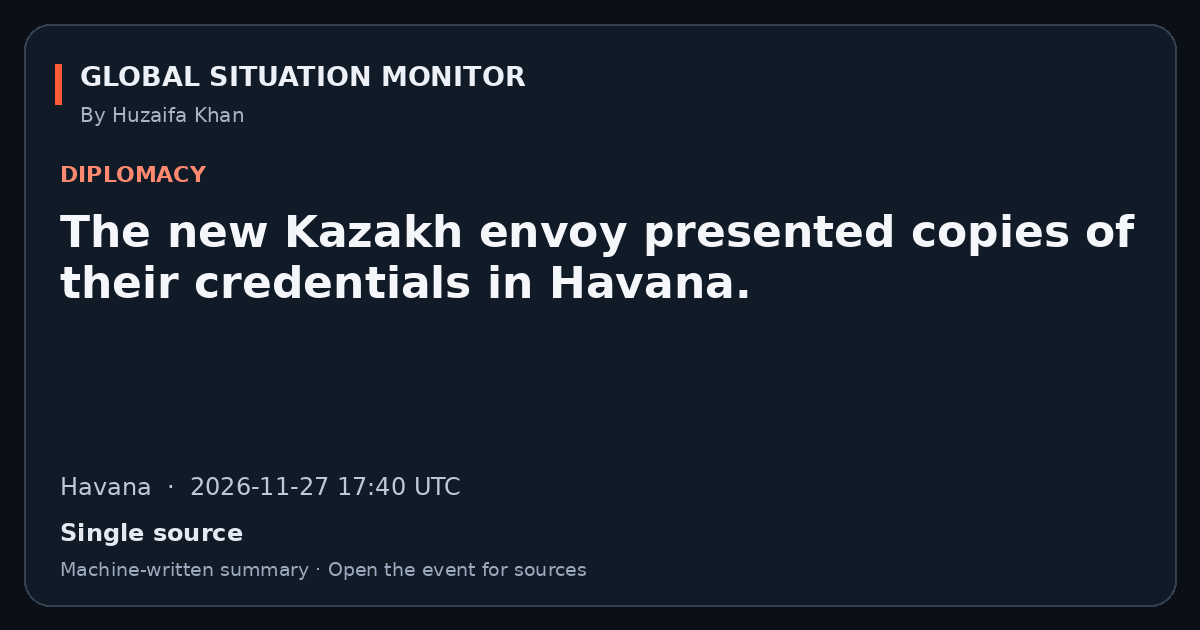 GLOBAL SITUATION MONITOR
By Huzaifa Khan
DIPLOMACY
The new Kazakh envoy presented copies of
their credentials in Havana.
Havana · 2026-11-27 17:40 UTC
Single source
Machine-written summary · Open the event for sources